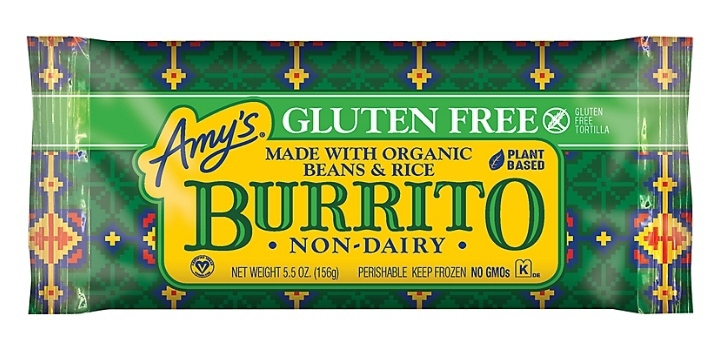 Amy's®
GLUTEN FREE
GLUTEN
FREE
TORTILLA
MADE WITH ORGANIC
BEANS & RICE
PLANT
BASED
BURRITO
• NON-DAIRY •
NET WEIGHT 5.5 OZ. (156g) PERISHABLE KEEP FROZEN NO GMOs K